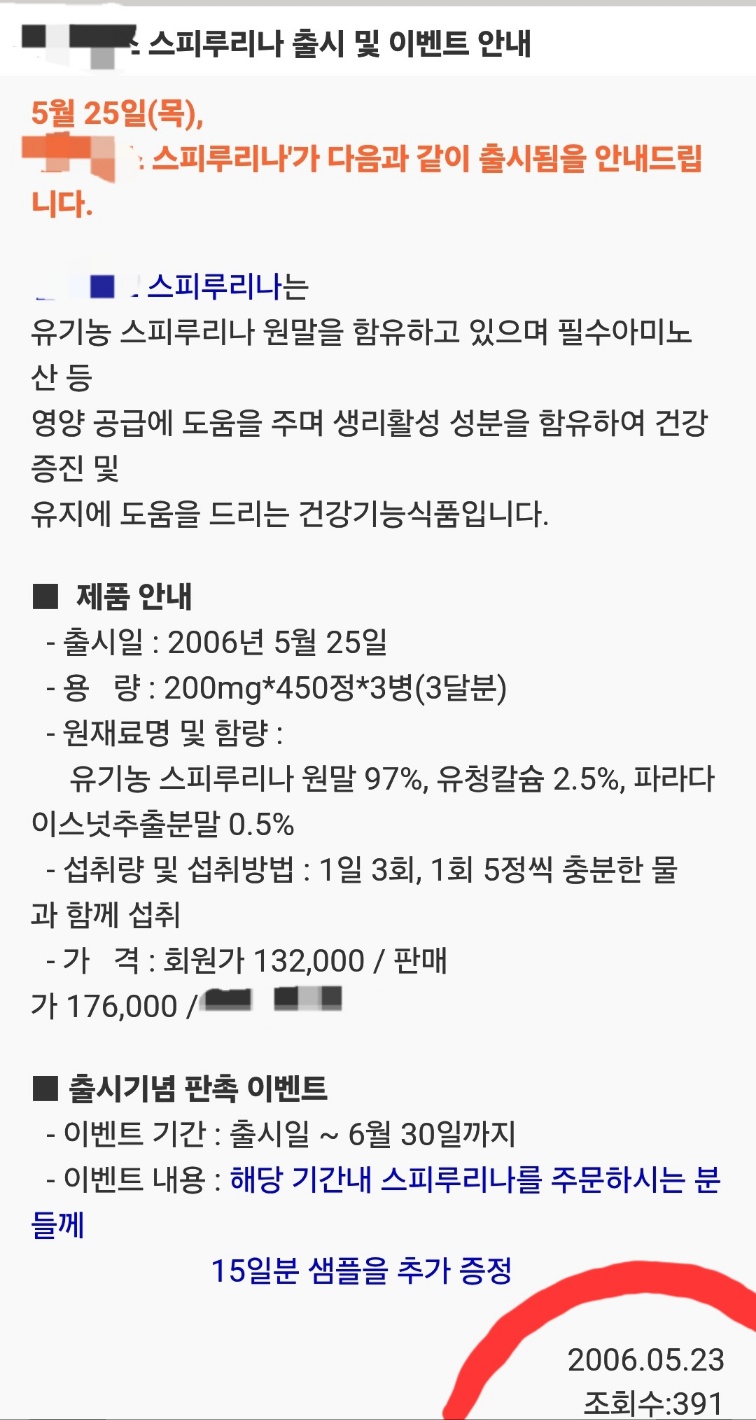 스피루리나 출시 및 이벤트 안내
5월 25일(목),
스피루리나'가 다음과 같이 출시됨을 안내드립
니다.
스피루리나는
유기농 스피루리나 원말을 함유하고 있으며 필수아미노
산 등
영양 공급에 도움을 주며 생리활성 성분을 함유하여 건강
증진 및
유지에 도움을 드리는 건강기능식품입니다.
■ 제품 안내
- 출시일 : 2006년 5월 25일
- 용 량 : 200mg*450정*3병(3달분)
- 원재료명 및 함량 :
유기농 스피루리나 원말 97%, 유청칼슘 2.5%, 파라다
이스넛추출분말 0.5%
- 섭취량 및 섭취방법 : 1일 3회, 1회 5정씩 충분한 물
과 함께 섭취
- 가 격 : 회원가 132,000 / 판매
가 176,000 /
■ 출시기념 판촉 이벤트
- 이벤트 기간 : 출시일 ~ 6월 30일까지
- 이벤트 내용 : 해당 기간내 스피루리나를 주문하시는 분
들께
15일분 샘플을 추가 증정
2006.05.23
조회수:391